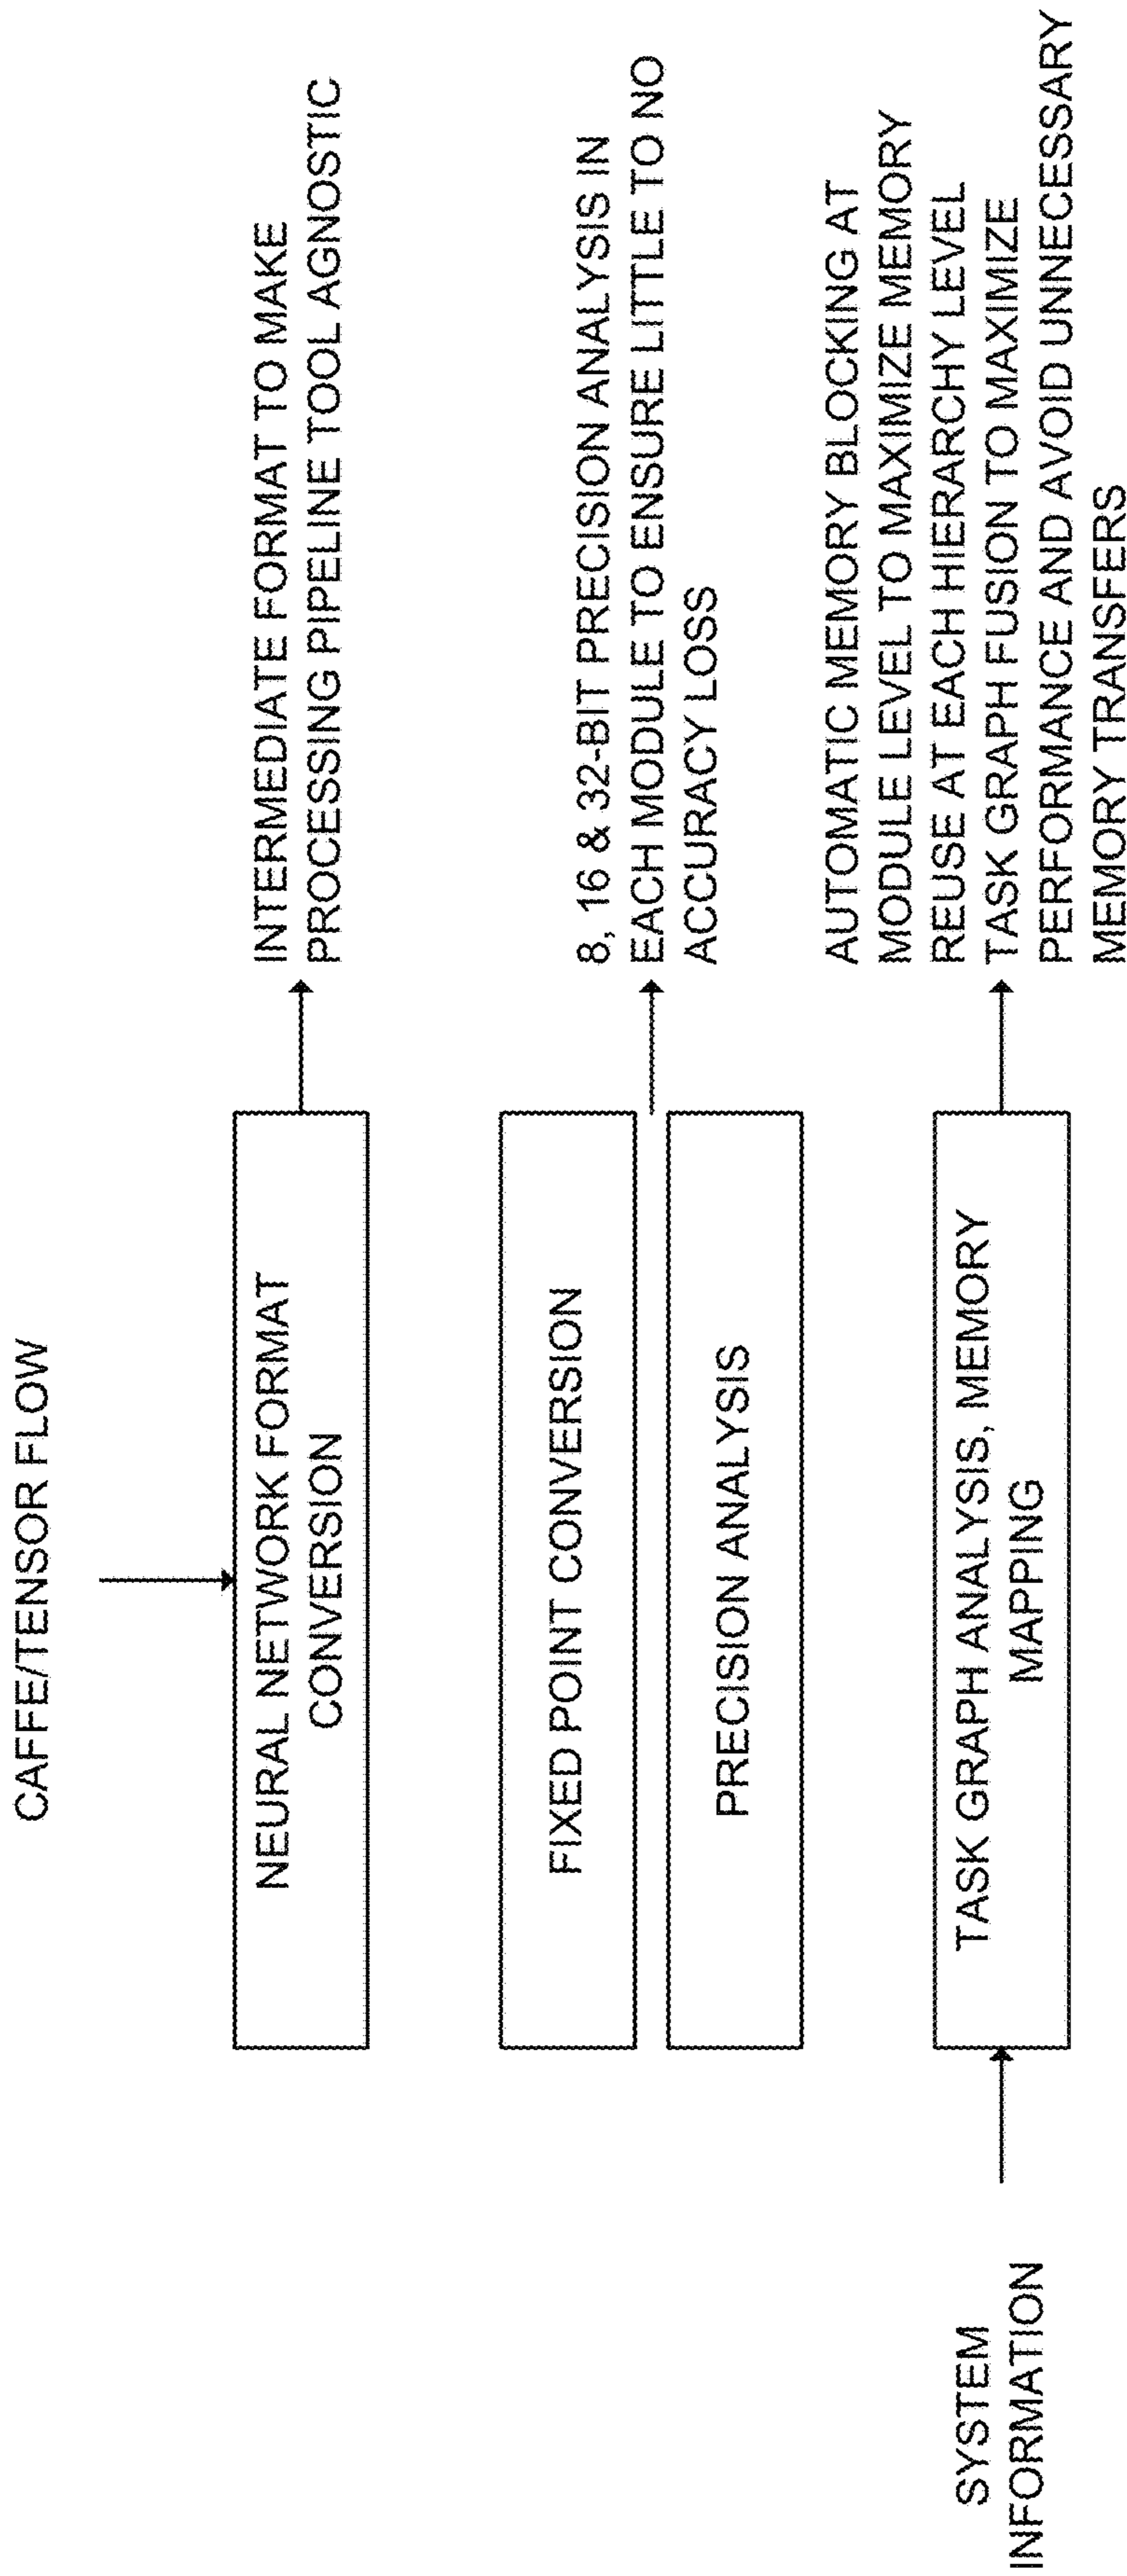 CAFFE/TENSOR FLOW
NEURAL NETWORK FORMAT
CONVERSION
INTERMEDIATE FORMAT TO MAKE
PROCESSING PIPELINE TOOL AGNOSTIC
FIXED POINT CONVERSION
PRECISION ANALYSIS
8, 16 & 32-BIT PRECISION ANALYSIS IN
EACH MODULE TO ENSURE LITTLE TO NO
ACCURACY LOSS
SYSTEM
INFORMATION
TASK GRAPH ANALYSIS, MEMORY
MAPPING
AUTOMATIC MEMORY BLOCKING AT
MODULE LEVEL TO MAXIMIZE MEMORY
REUSE AT EACH HIERARCHY LEVEL
TASK GRAPH FUSION TO MAXIMIZE
PERFORMANCE AND AVOID UNNECESSARY
MEMORY TRANSFERS